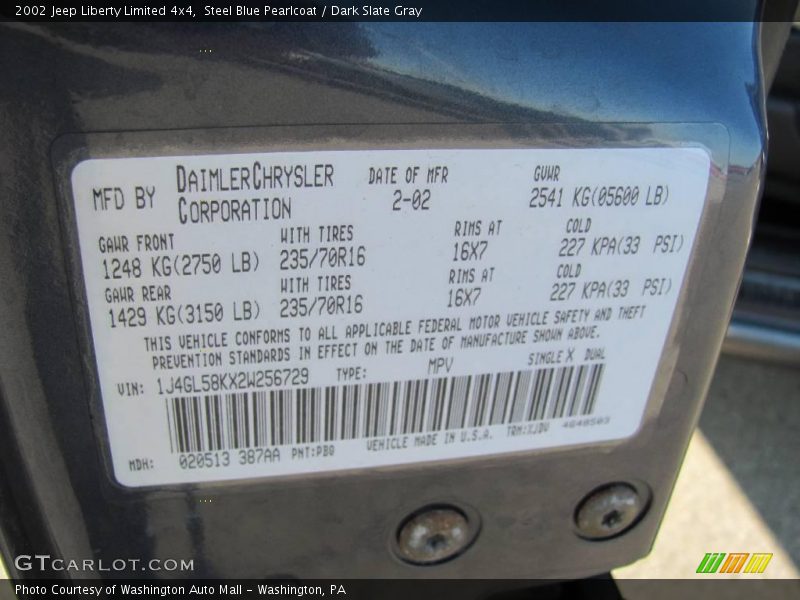 2002 Jeep Liberty Limited 4x4,  Steel Blue Pearlcoat / Dark Slate Gray
MFD BY DAIMLERCHRYSLER CORPORATION
DATE OF MFR 2-02
GVWR 2541 KG(05600 LB)
GAWR FRONT WITH TIRES RIMS AT COLD
1248 KG(2750 LB) 235/70R16 16X7 227 KPA(33 PSI)
GAWR REAR WITH TIRES RIMS AT COLD
1429 KG(3150 LB) 235/70R16 16X7 227 KPA(33 PSI)
THIS VEHICLE CONFORMS TO ALL APPLICABLE FEDERAL MOTOR VEHICLE SAFETY AND THEFT
PREVENTION STANDARDS IN EFFECT ON THE DATE OF MANUFACTURE SHOWN ABOVE.
VIN: 1J4GL58KX2W256729 TYPE: MPV SINGLE X DUAL
MDH: 020513 387AA PNT:PBQ VEHICLE MADE IN U.S.A. TRM:XJDV
GTCARLOT.COM
Photo Courtesy of Washington Auto Mall - Washington, PA